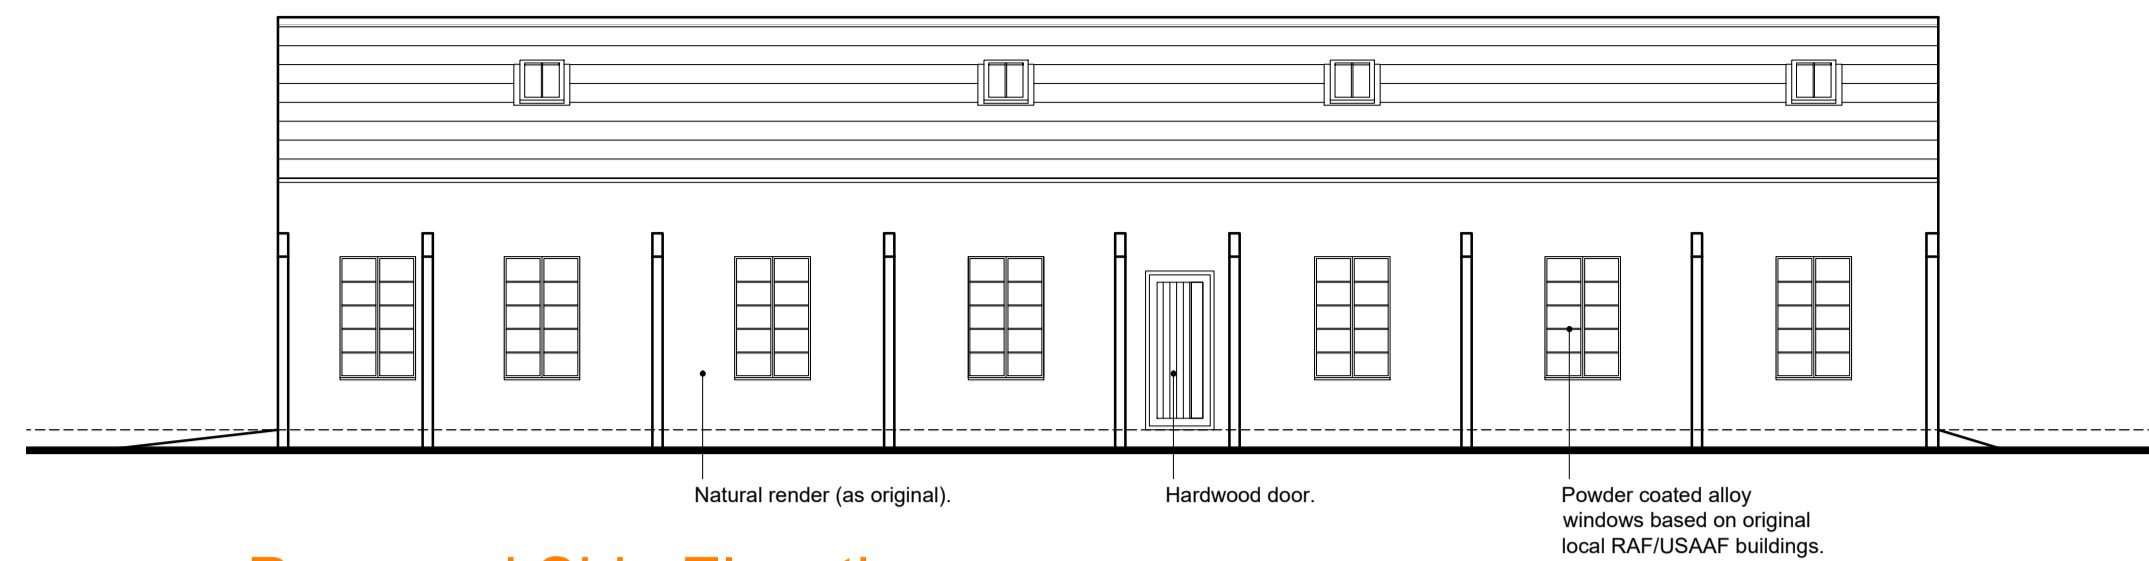 Natural render (as original).
Hardwood door.
Powder coated alloy
windows based on original
local RAF/USAAF buildings.